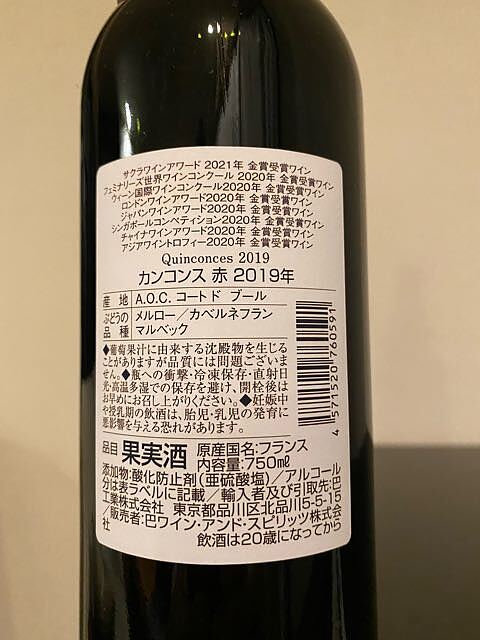 サクラワインアワード 2021年 金賞受賞ワイン
フェミナリーズ世界ワインコンクール 2020年 金賞受賞ワイン
ウィーン国際ワインコンクール2020年 金賞受賞ワイン
ロンドンワインアワード2020年 金賞受賞ワイン
ジャパンワインアワード2020年 金賞受賞ワイン
シンガポールコンペティション2020年 金賞受賞ワイン
チャイナワインアワード2020年 金賞受賞ワイン
アジアワイントロフィー2020年 金賞受賞ワイン
Quinconces 2019
カンコンス 赤 2019年
産 地 A.O.C. コートド ブール
ぶどうの品種 メルロー／カベルネフラン
マルベック
◆葡萄果汁に由来する沈殿物を生じる
ことがありますが品質には問題ございま
せん。◆瓶への衝撃・冷凍保存・直射日
光・高温多湿での保存を避け、開栓後は
お早めにお召し上がりください。◆妊娠中
や授乳期の飲酒は、胎児・乳児の発育に
悪影響を与える恐れがあります。
4 571520 760591
品目 果実酒 原産国名:フランス
内容量:750㎖
添加物:酸化防止剤(亜硫酸塩)／アルコール
分は表ラベルに記載／輸入者及び引取先:巴
工業株式会社 東京都品川区北品川5-5-15
／販売者:巴ワイン・アンド・スピリッツ株式会
社 飲酒は20歳になってから